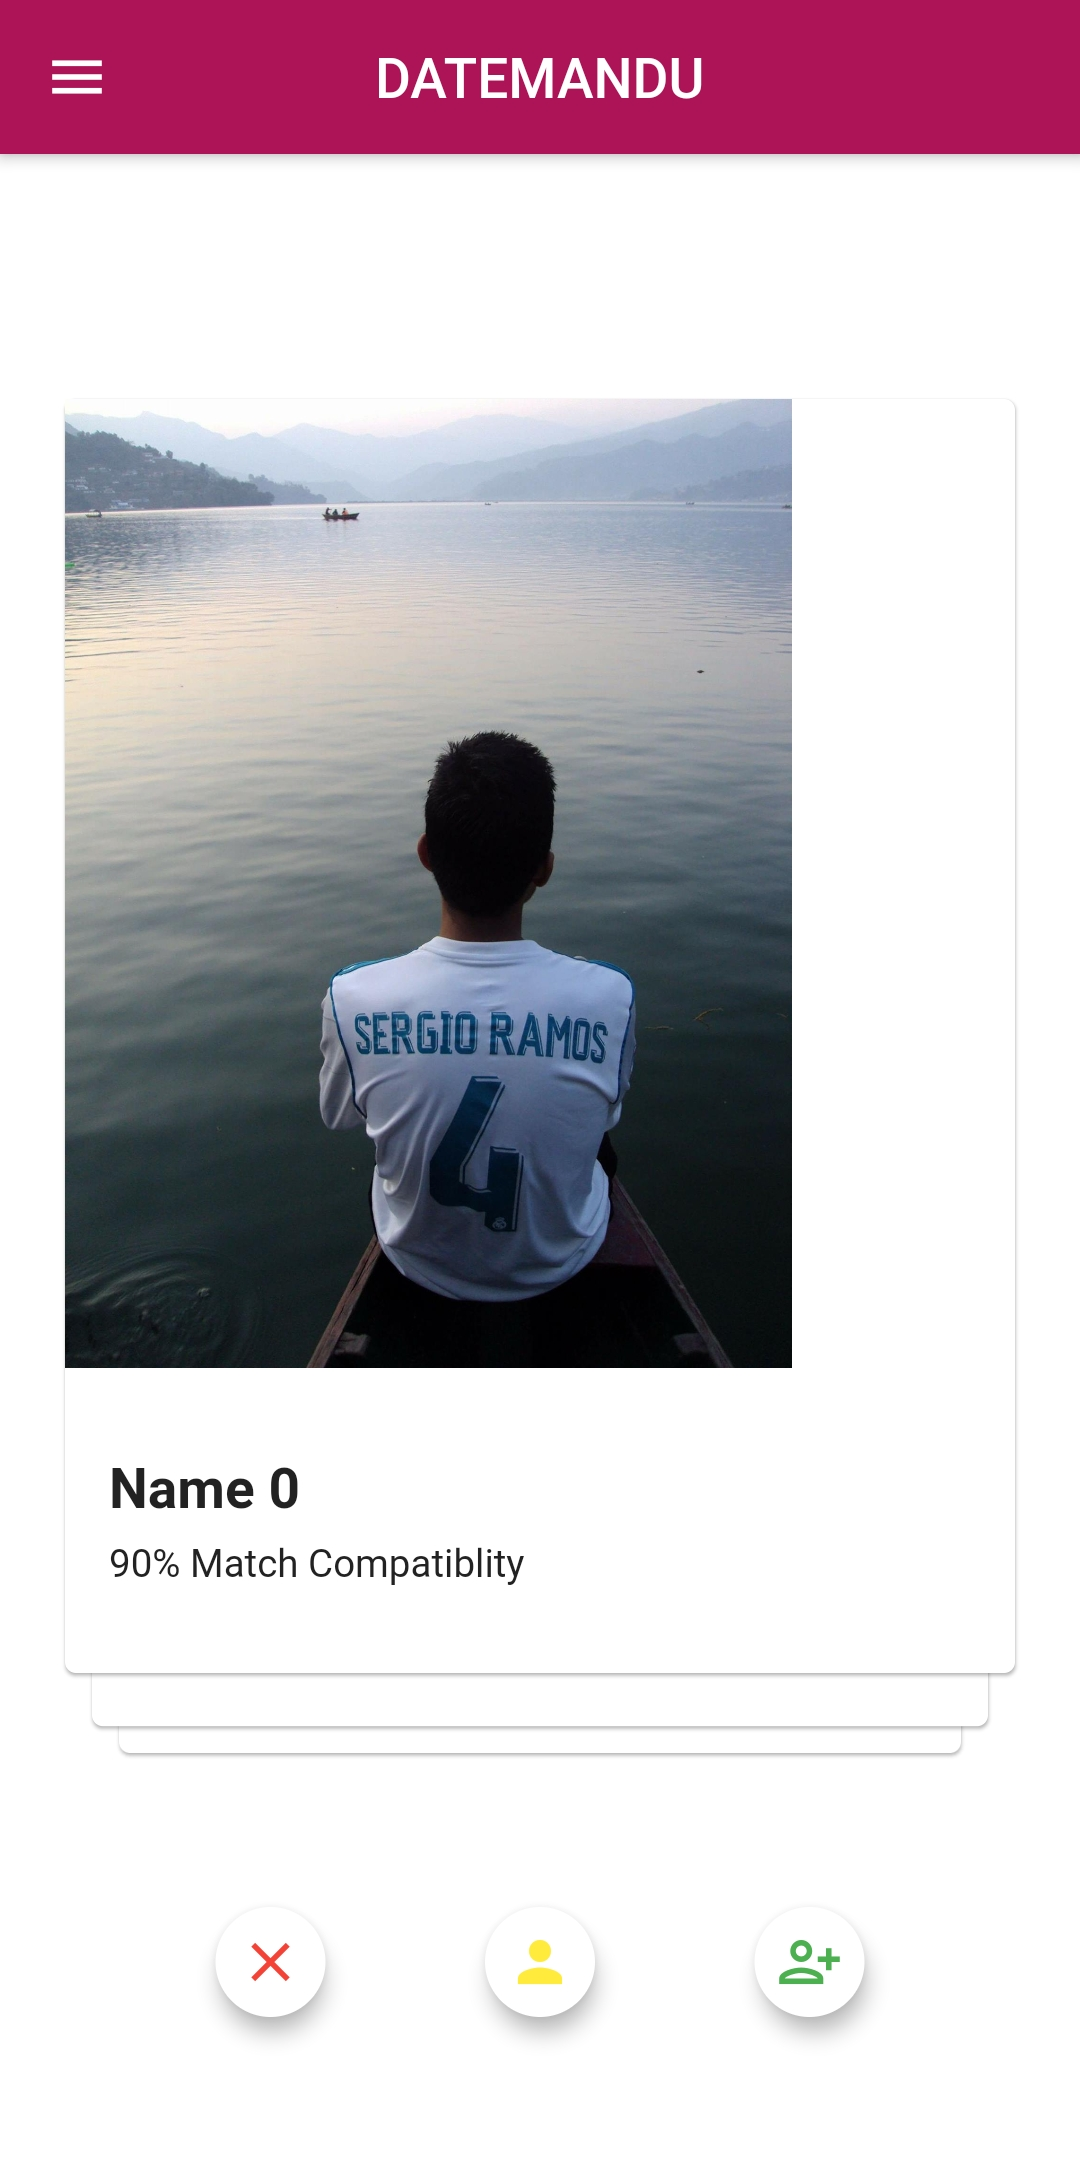 DATEMANDU
SERGIO RAMOS
4
Name 0
90% Match Compatiblity